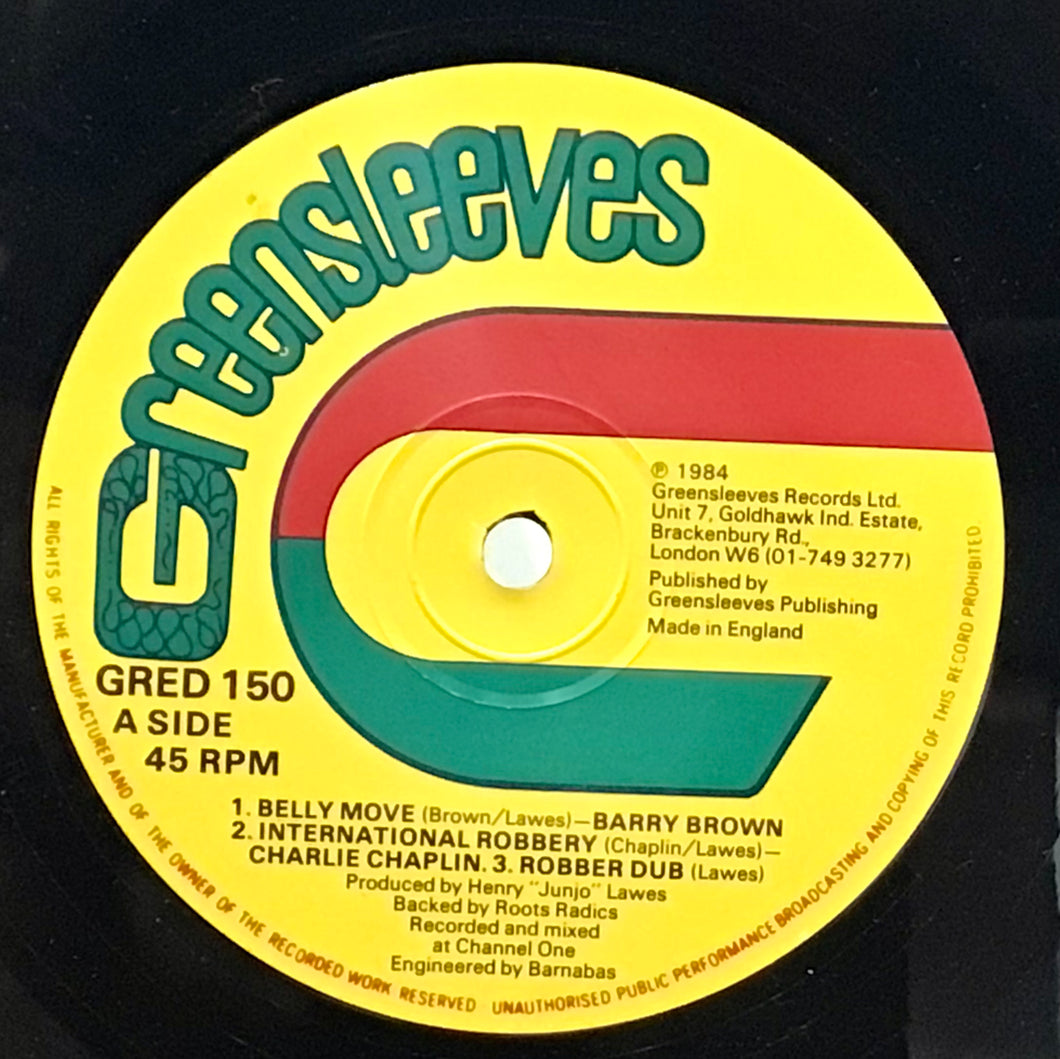 Greensleeves
℗ 1984
Greensleeves Records Ltd.
Unit 7, Goldhawk Ind. Estate,
Brackenbury Rd.,
London W6 (01-749 3277)
Published by
Greensleeves Publishing
Made in England
GRED 150
A SIDE
45 RPM
1. BELLY MOVE (Brown/Lawes)—BARRY BROWN
2. INTERNATIONAL ROBBERY (Chaplin/Lawes)—
CHARLIE CHAPLIN. 3. ROBBER DUB (Lawes)
Produced by Henry "Junjo" Lawes
Backed by Roots Radics
Recorded and mixed
at Channel One
Engineered by Barnabas
ALL RIGHTS OF THE MANUFACTURER AND OF THE OWNER OF THE RECORDED WORK RESERVED UNAUTHORISED PUBLIC PERFORMANCE BROADCASTING AND COPYING OF THIS RECORD PROHIBITED